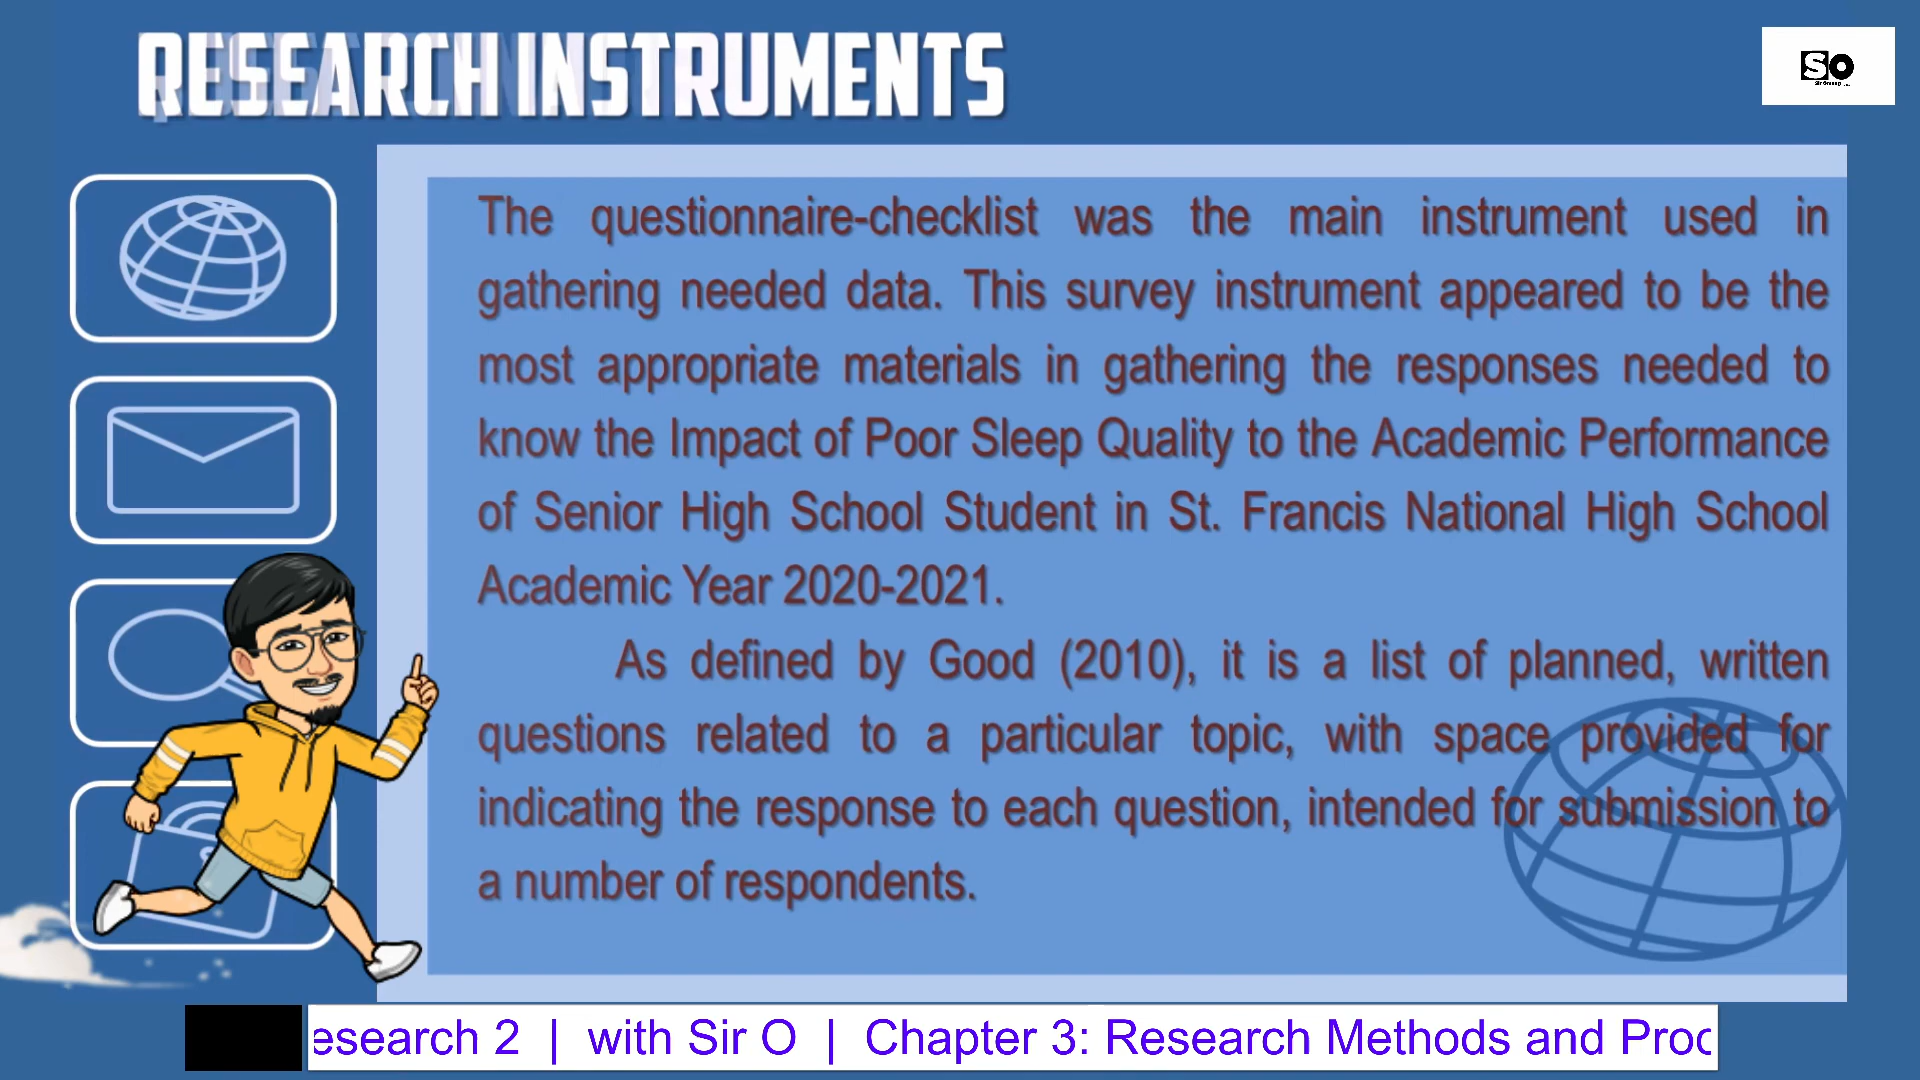 RESEARCH INSTRUMENTS
SO
The questionnaire-checklist was the main instrument used in
gathering needed data. This survey instrument appeared to be the
most appropriate materials in gathering the responses needed to
know the Impact of Poor Sleep Quality to the Academic Performance
of Senior High School Student in St. Francis National High School
Academic Year 2020-2021.
As defined by Good (2010), it is a list of planned, written
questions related to a particular topic, with space provided for
indicating the response to each question, intended for submission to
a number of respondents.
esearch 2 | with Sir O | Chapter 3: Research Methods and Proc